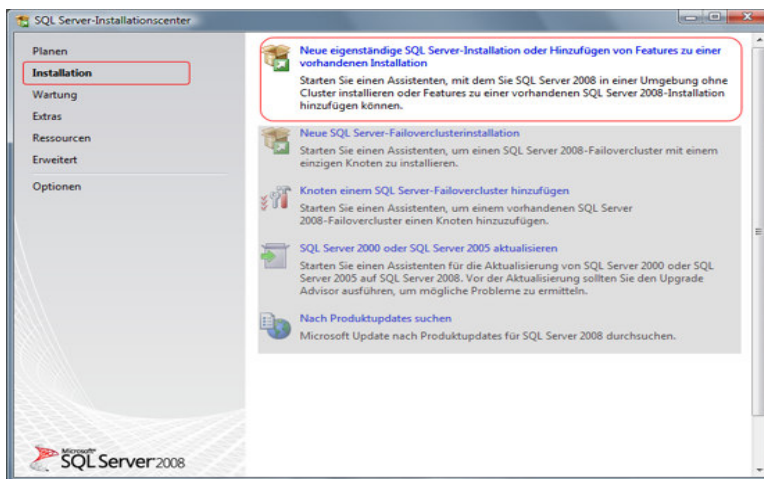 SQL Server-Installationscenter
Planen
Installation
Wartung
Extras
Ressourcen
Erweitert
Optionen
Neue eigenständige SQL Server-Installation oder Hinzufügen von Features zu einer
vorhandenen Installation
Starten Sie einen Assistenten, mit dem Sie SQL Server 2008 in einer Umgebung ohne
Cluster installieren oder Features zu einer vorhandenen SQL Server 2008-Installation
hinzufügen können.
Neue SQL Server-Failoverclusterinstallation
Starten Sie einen Assistenten, um einen SQL Server 2008-Failovercluster mit einem
einzigen Knoten zu installieren.
Knoten einem SQL Server-Failovercluster hinzufügen
Starten Sie einen Assistenten, um einem vorhandenen SQL Server
2008-Failovercluster einen Knoten hinzuzufügen.
SQL Server 2000 oder SQL Server 2005 aktualisieren
Starten Sie einen Assistenten für die Aktualisierung von SQL Server 2000 oder SQL
Server 2005 auf SQL Server 2008. Vor der Aktualisierung sollten Sie den Upgrade
Advisor ausführen, um mögliche Probleme zu ermitteln.
Nach Produktupdates suchen
Microsoft Update nach Produktupdates für SQL Server 2008 durchsuchen.
Microsoft
SQL Server 2008